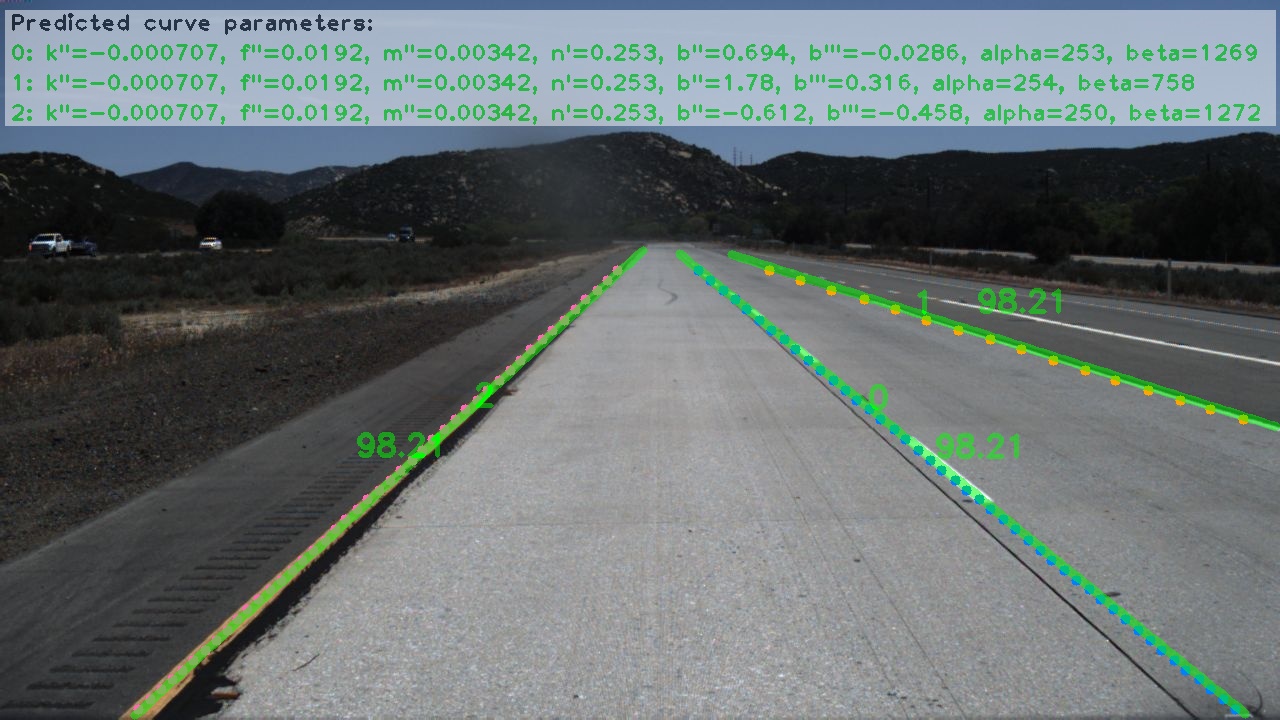 Predicted curve parameters:
0: k"=-0.000707, f"=0.0192, m"=0.00342, n'=0.253, b"=0.694, b'"=-0.0286, alpha=253, beta=1269
1: k"=-0.000707, f"=0.0192, m"=0.00342, n'=0.253, b"=1.78, b'"=0.316, alpha=254, beta=758
2: k"=-0.000707, f"=0.0192, m"=0.00342, n'=0.253, b"=-0.612, b'"=-0.458, alpha=250, beta=1272
1 98.21
2
0
98.21
98.21